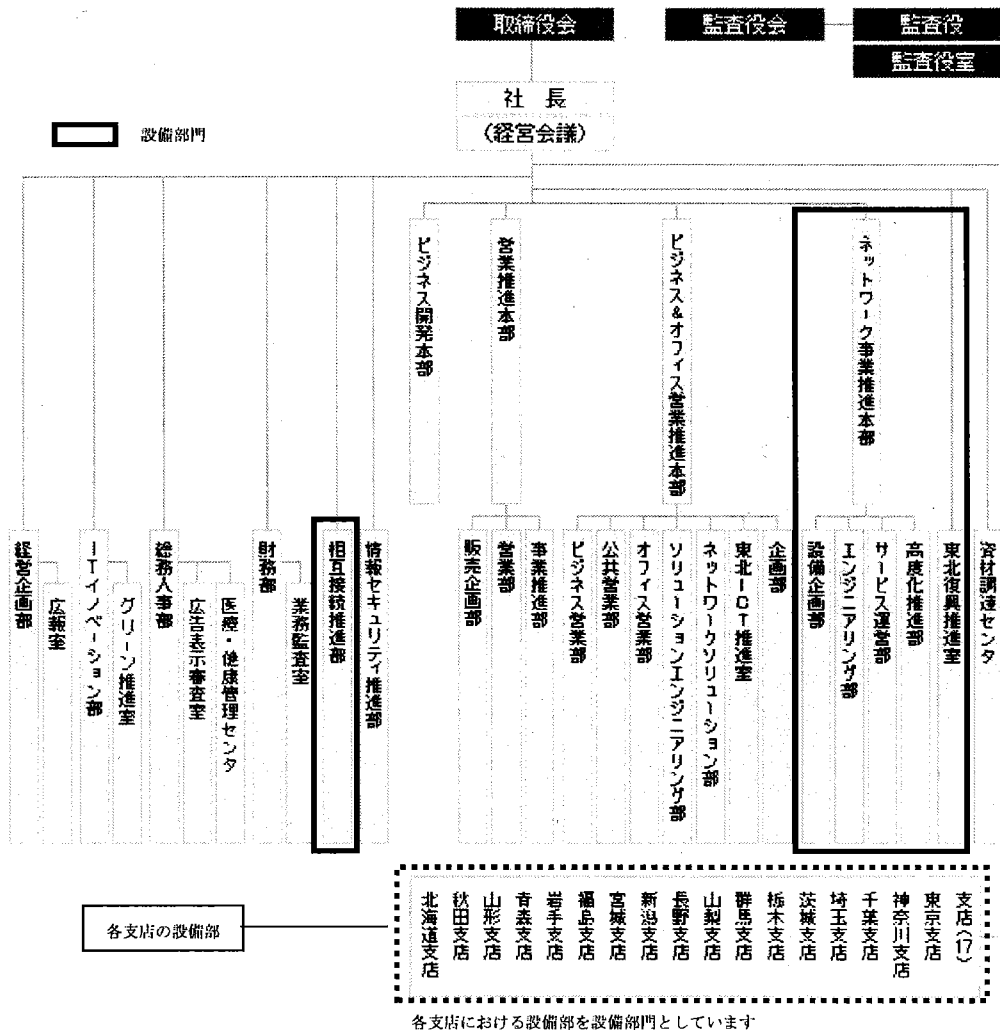 取締役会
監査役会
監査役
監査役室
社 長
(経営会議)
設備部門
ビジネス開発本部
営業推進本部
ビジネス&オフィス営業推進本部
ネットワーク事業推進本部
経営企画部
広報室
ITイノベーション部
グリーン推進室
総務人事部
広告表示審査室
医療・健康管理センタ
財務部
業務監査室
相互接続推進部
情報セキュリティ推進部
販売企画部
営業部
事業推進部
ビジネス営業部
公共営業部
オフィス営業部
ソリューションエンジニアリング部
ネットワークソリューション部
東北ICT推進室
企画部
設備企画部
エンジニアリング部
サービス運営部
高度化推進部
東北復興推進室
資材調達センタ
各支店の設備部
北海道支店
秋田支店
山形支店
青森支店
岩手支店
福島支店
宮城支店
新潟支店
長野支店
山梨支店
群馬支店
栃木支店
茨城支店
埼玉支店
千葉支店
神奈川支店
東京支店
支店(17)
各支店における設備部を設備部門としています